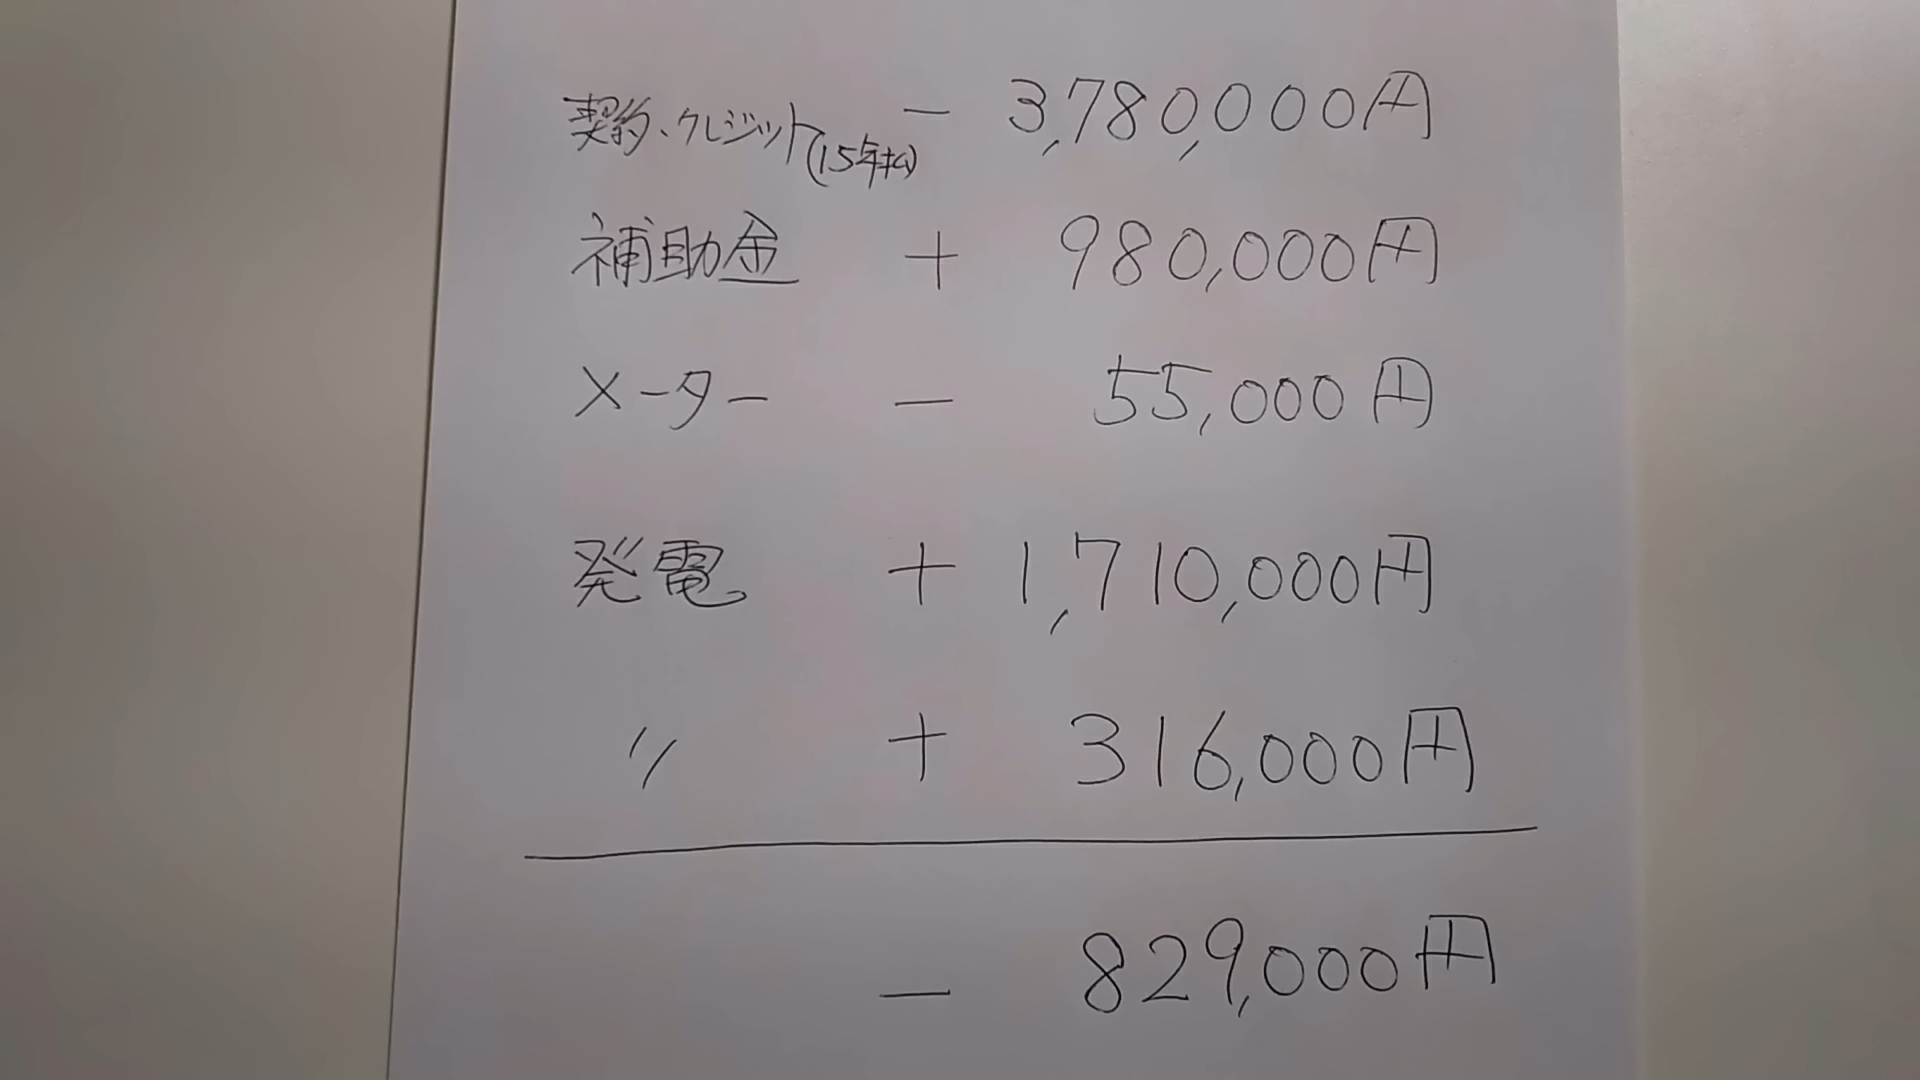 契約、クレジット(15年払) − 3,780,000円
補助金 + 980,000円
メーター − 55,000円
発電 + 1,710,000円
〃 + 316,000円
− 829,000円